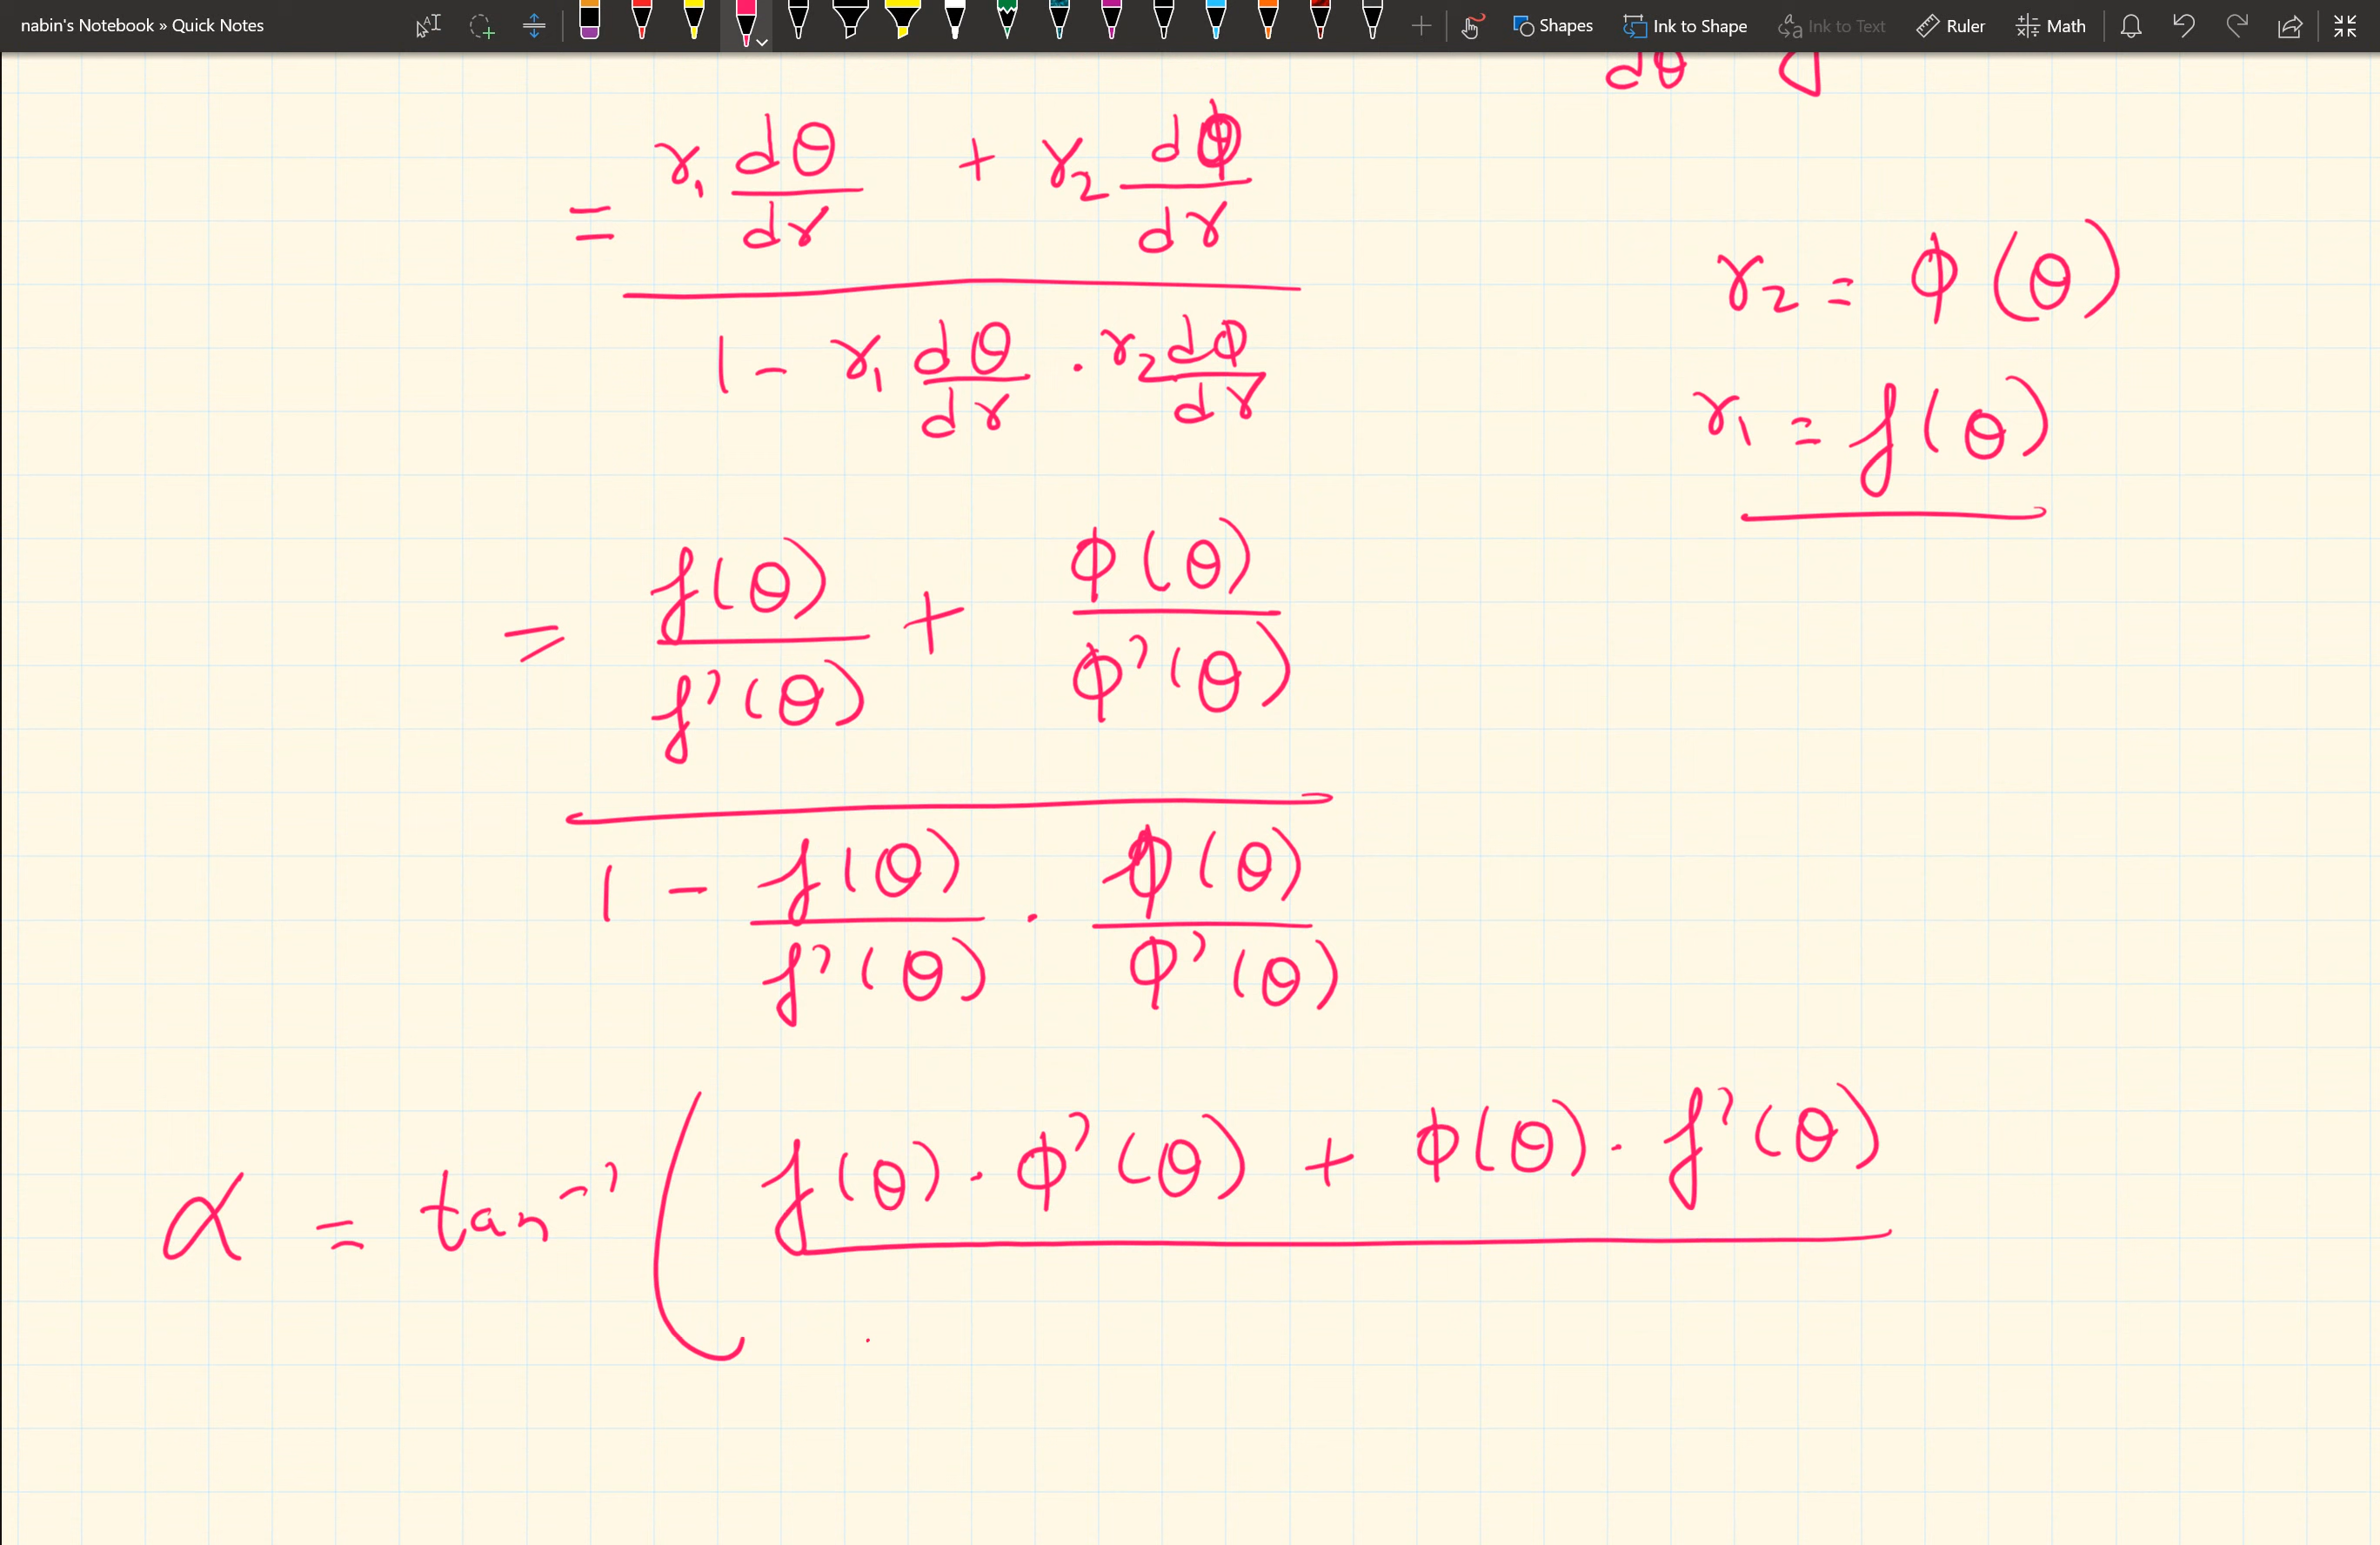 nabin's Notebook » Quick Notes Shapes Ink to Shape Ink to Text Ruler Math
dθ
= (r₁ dθ/dr + r₂ dϕ/dr) / (1 - r₁ dθ/dr · r₂ dϕ/dr)
r₂ = ϕ(θ)
r₁ = f(θ)
= (f(θ)/f'(θ) + ϕ(θ)/ϕ'(θ)) / (1 - f(θ)/f'(θ) · ϕ(θ)/ϕ'(θ))
α = tan⁻¹ ( f(θ) · ϕ'(θ) + ϕ(θ) · f'(θ)